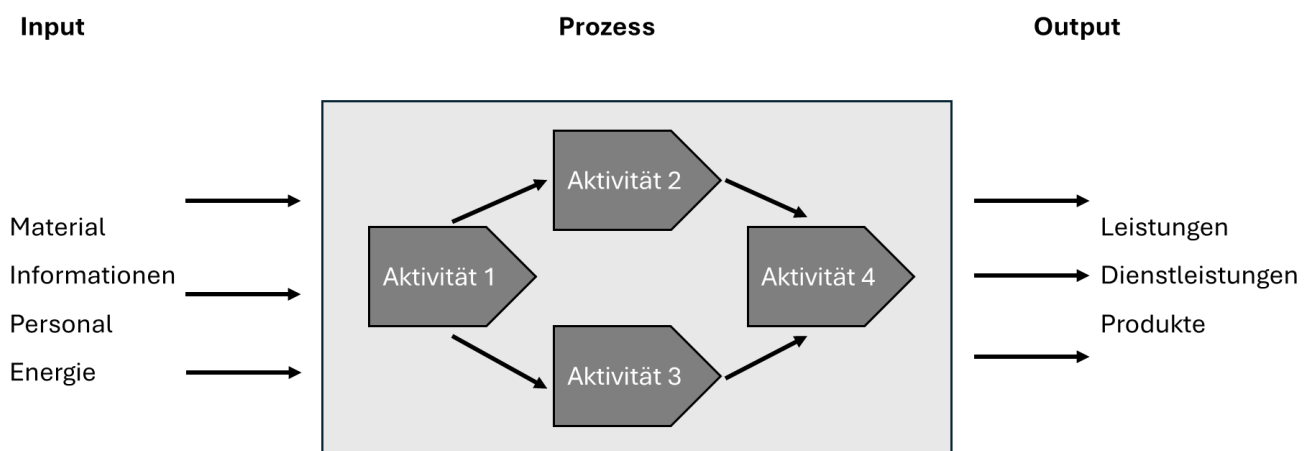 Input
Prozess
Output
Material
Informationen
Personal
Energie
Aktivität 1
Aktivität 2
Aktivität 3
Aktivität 4
Leistungen
Dienstleistungen
Produkte